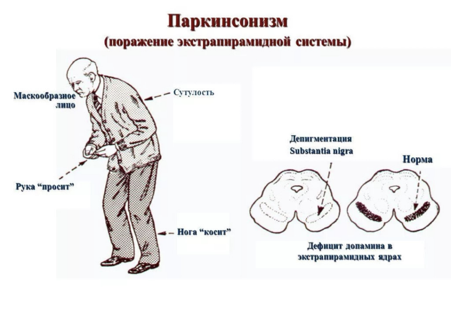 Паркинсонизм
(поражение экстрапирамидной системы)
Маскообразное
лицо
Сутулость
Рука “просит”
Нога “косит”
Депигментация
Substantia nigra
Норма
Дефицит допамина в
экстрапирамидных ядрах